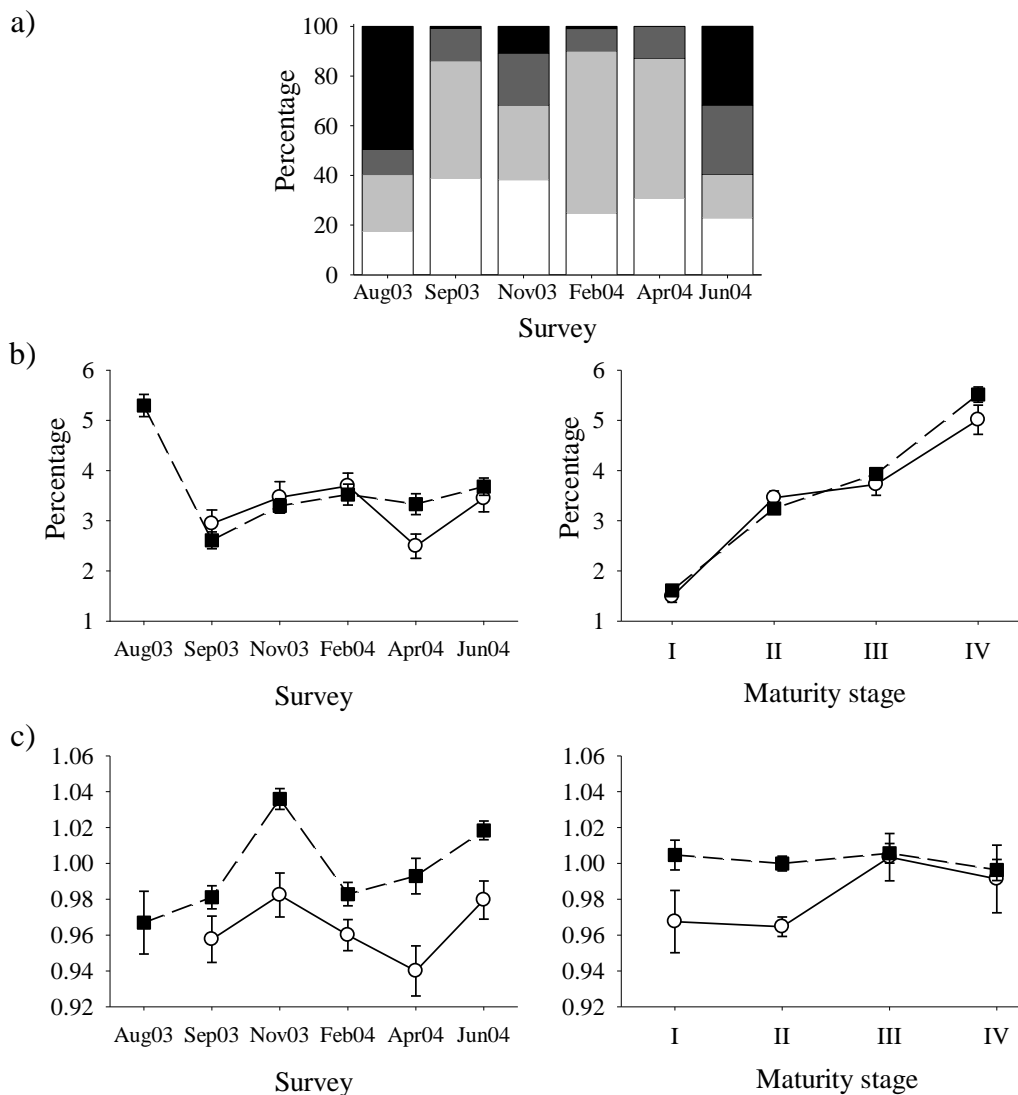 a)
Percentage
100
80
60
40
20
0
Aug03 Sep03 Nov03 Feb04 Apr04 Jun04
Survey
b)
Percentage
6
5
4
3
2
1
Aug03 Sep03 Nov03 Feb04 Apr04 Jun04
Survey
Percentage
6
5
4
3
2
1
I II III IV
Maturity stage
c)
1.06
1.04
1.02
1.00
0.98
0.96
0.94
0.92
Aug03 Sep03 Nov03 Feb04 Apr04 Jun04
Survey
1.06
1.04
1.02
1.00
0.98
0.96
0.94
0.92
I II III IV
Maturity stage